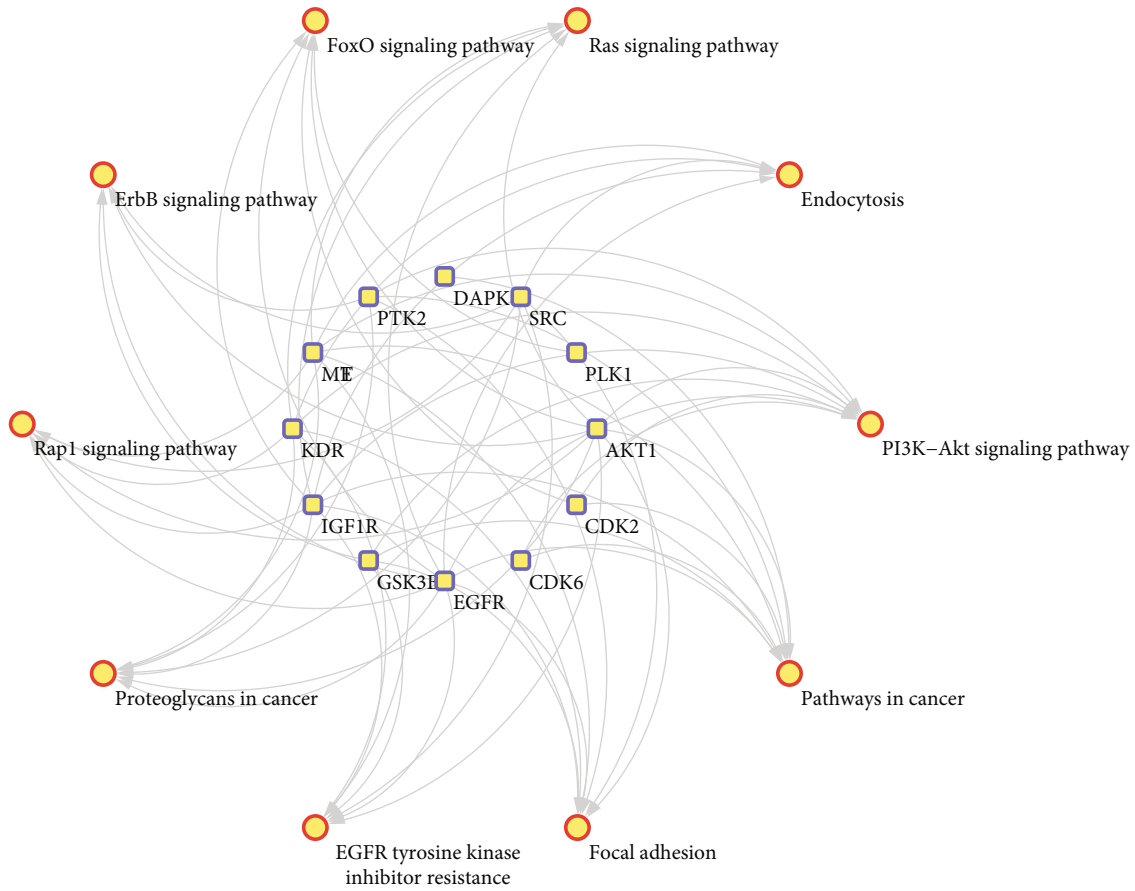 FoxO signaling pathway
Ras signaling pathway
ErbB signaling pathway
Endocytosis
DAPK
PTK2
SRC
MET
PLK1
Rap1 signaling pathway
KDR
AKT1
PI3K−Akt signaling pathway
IGF1R
CDK2
GSK3B
CDK6
EGFR
Proteoglycans in cancer
Pathways in cancer
EGFR tyrosine kinase
inhibitor resistance
Focal adhesion